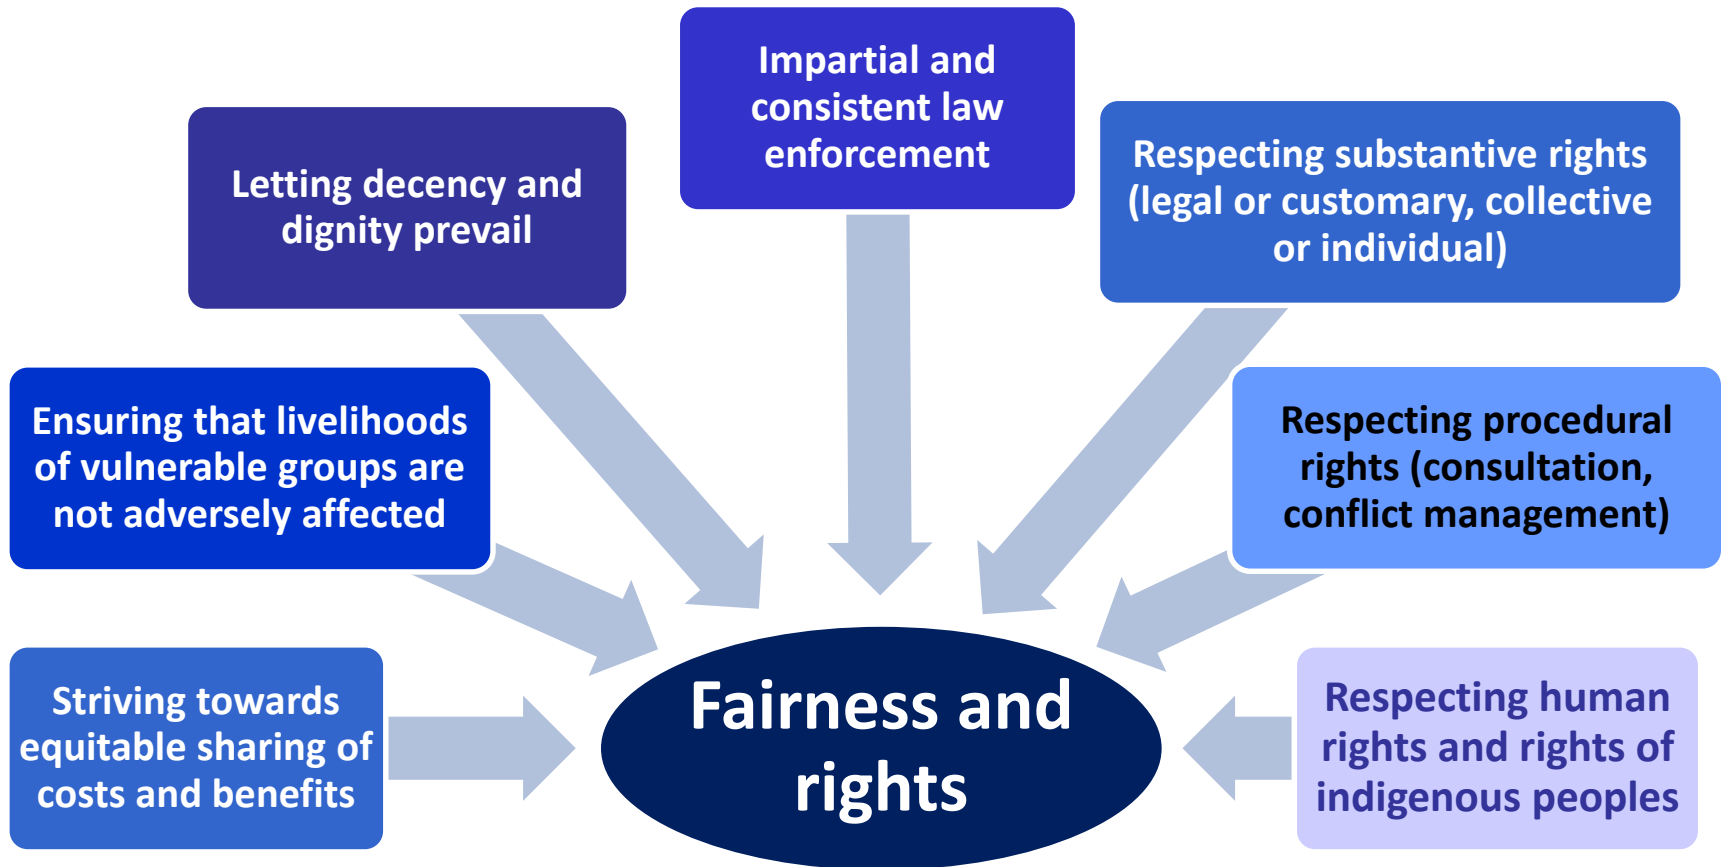 Impartial and
consistent law
enforcement
Letting decency and
dignity prevail
Respecting substantive rights
(legal or customary, collective
or individual)
Ensuring that livelihoods
of vulnerable groups are
not adversely affected
Respecting procedural
rights (consultation,
conflict management)
Striving towards
equitable sharing of
costs and benefits
Fairness and
rights
Respecting human
rights and rights of
indigenous peoples